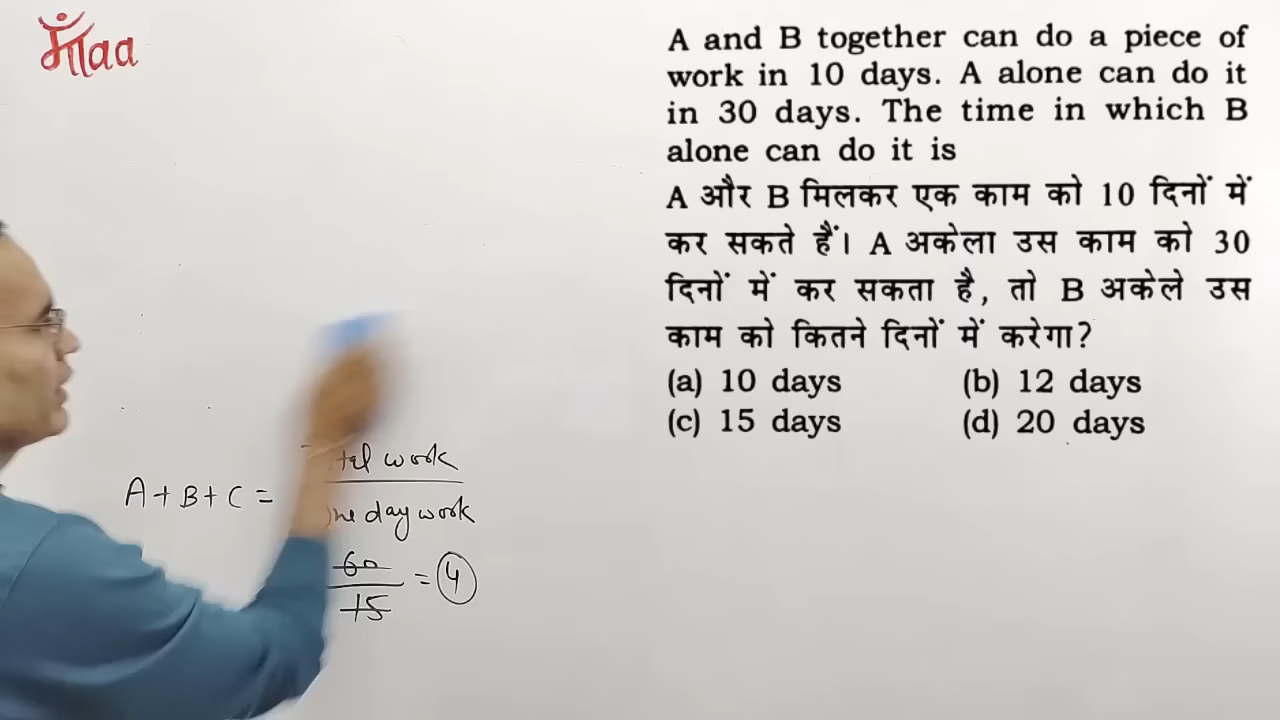 माँaa
A and B together can do a piece of
work in 10 days. A alone can do it
in 30 days. The time in which B
alone can do it is
A और B मिलकर एक काम को 10 दिनों में
कर सकते हैं। A अकेला उस काम को 30
दिनों में कर सकता है, तो B अकेले उस
काम को कितने दिनों में करेगा?
(a) 10 days (b) 12 days
(c) 15 days (d) 20 days
work
A+B+C =
day work
60
= 4
15